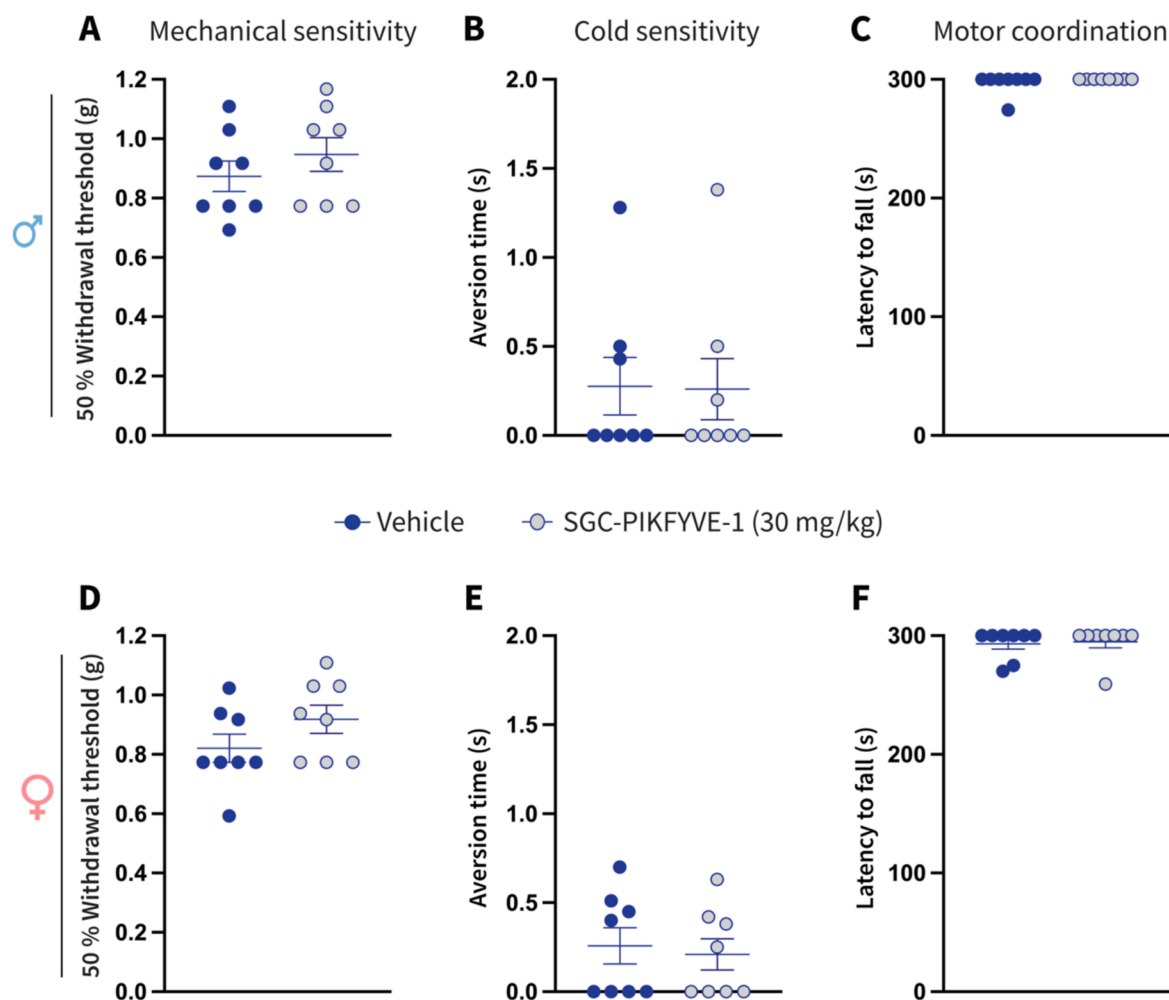 A Mechanical sensitivity
B Cold sensitivity
C Motor coordination
♂
50 % Withdrawal threshold (g)
1.2
1.0
0.8
0.6
0.4
0.2
0.0
Aversion time (s)
2.0
1.5
1.0
0.5
0.0
Latency to fall (s)
300
200
100
0
Vehicle
SGC-PIKFYVE-1 (30 mg/kg)
D
E
F
♀
50 % Withdrawal threshold (g)
1.2
1.0
0.8
0.6
0.4
0.2
0.0
Aversion time (s)
2.0
1.5
1.0
0.5
0.0
Latency to fall (s)
300
200
100
0